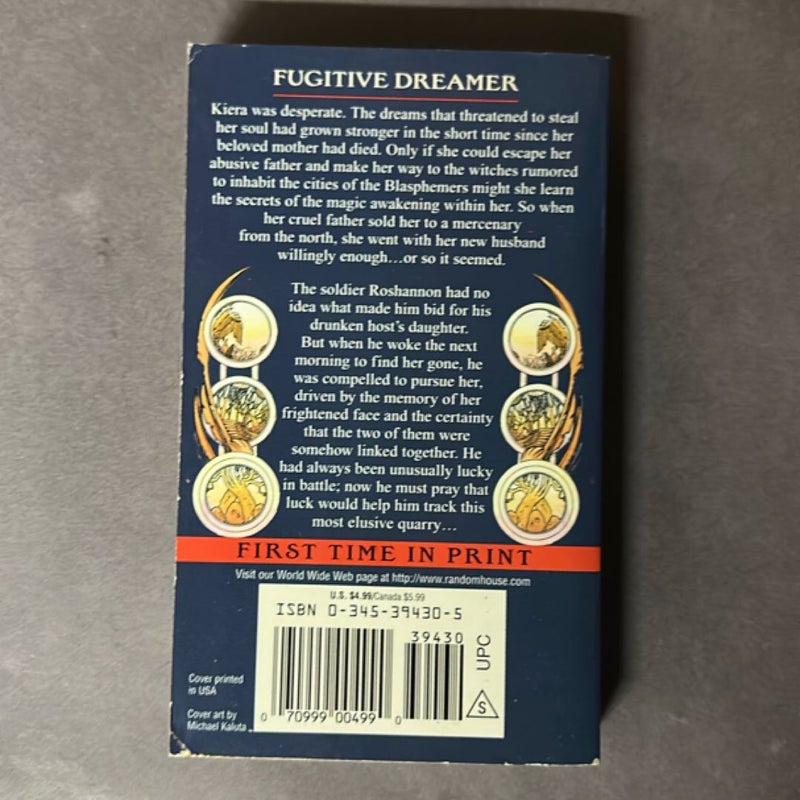 FUGITIVE DREAMER
Kiera was desperate. The dreams that threatened to steal
her soul had grown stronger in the short time since her
beloved mother had died. Only if she could escape her
abusive father and make her way to the witches rumored
to inhabit the cities of the Blasphemers might she learn
the secrets of the magic awakening within her. So when
her cruel father sold her to a mercenary
from the north, she went with her new husband
willingly enough...or so it seemed.
The soldier Roshannon had no
idea what made him bid for his
drunken host's daughter.
But when he woke the next
morning to find her gone, he
was compelled to pursue her,
driven by the memory of her
frightened face and the certainty
that the two of them were
somehow linked together. He
had always been unusually lucky
in battle; now he must pray that
luck would help him track this
most elusive quarry...
FIRST TIME IN PRINT
Visit our World Wide Web page at http://www.randomhouse.com
U.S. $4.99/Canada $5.99
ISBN 0-345-39430-5
39430
UPC
S
0 70999 00499 0
Cover printed
in USA
Cover art by
Michael Kaluta